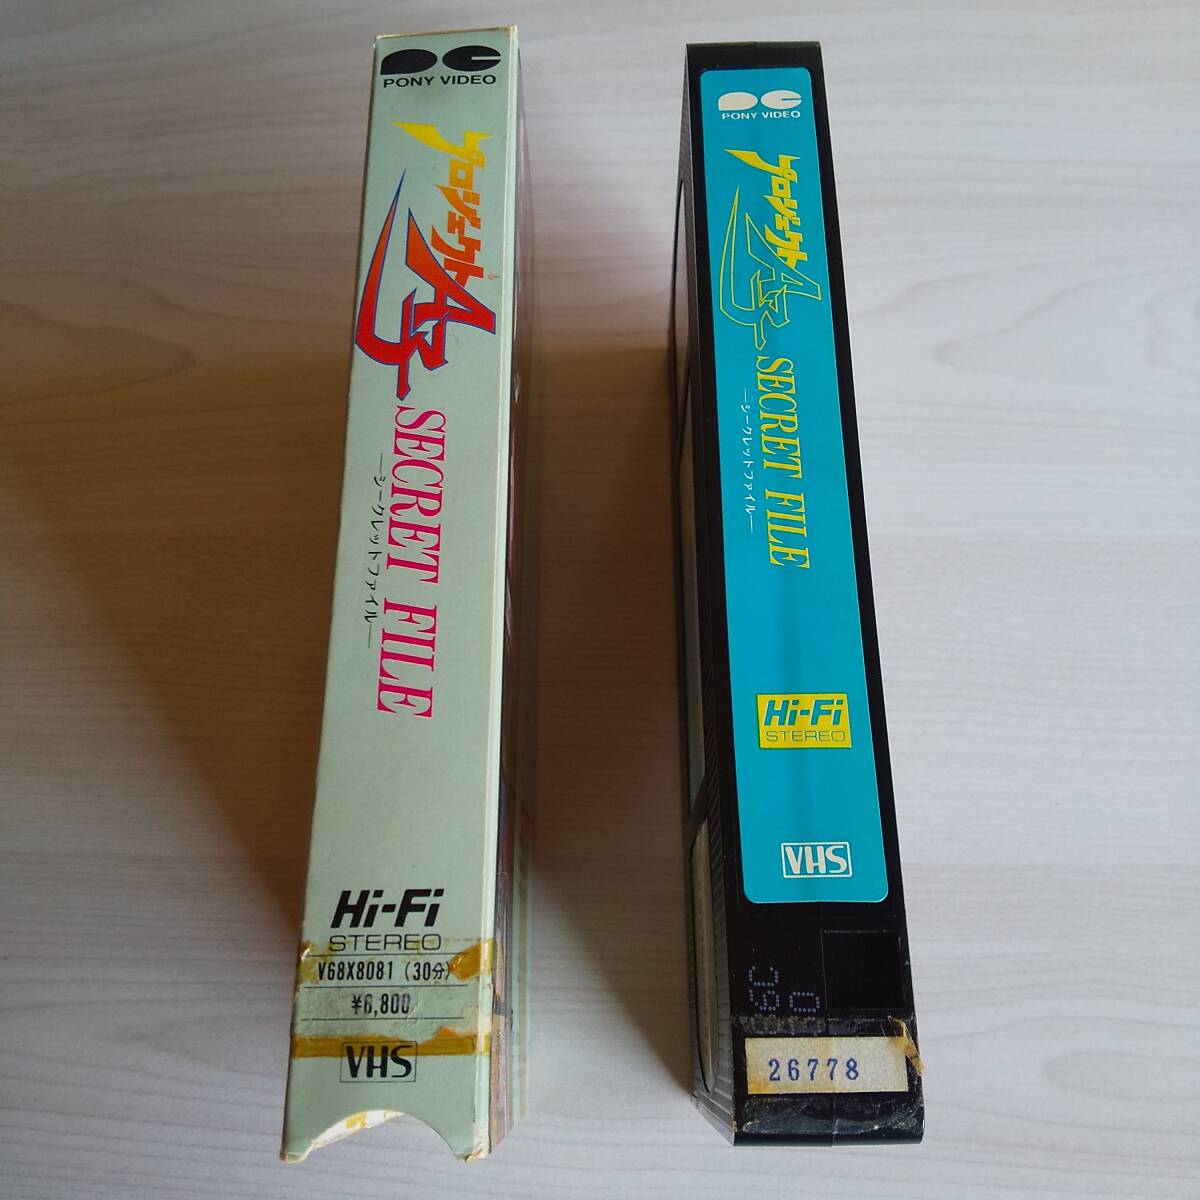 PONY VIDEO
プロジェクト
A子
SECRET FILE
—シークレットファイル—
Hi-Fi
STEREO
V68X8081 (30分)
¥6,800
VHS
PONY VIDEO
プロジェクト
A子
SECRET FILE
—シークレットファイル—
Hi-Fi
STEREO
VHS
26778